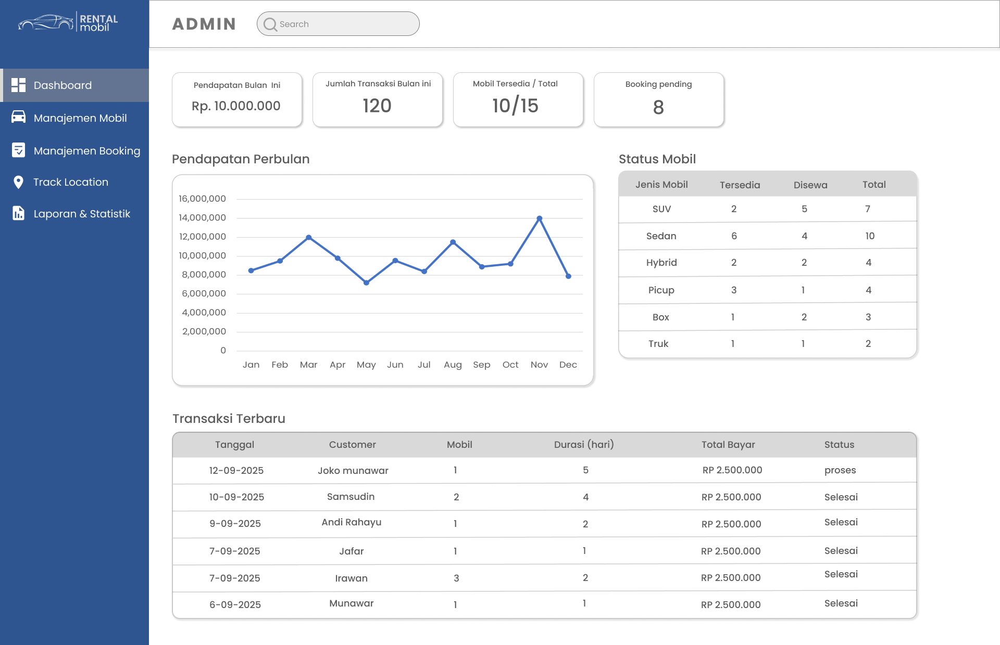 RENTAL
mobil
ADMIN
Search
Dashboard
Manajemen Mobil
Manajemen Booking
Track Location
Laporan & Statistik
Pendapatan Bulan Ini
Rp. 10.000.000
Jumlah Transaksi Bulan ini
120
Mobil Tersedia / Total
10/15
Booking pending
8
Pendapatan Perbulan
16,000,000
14,000,000
12,000,000
10,000,000
8,000,000
6,000,000
4,000,000
2,000,000
0
Jan Feb Mar Apr May Jun Jul Aug Sep Oct Nov Dec
Status Mobil
Jenis Mobil Tersedia Disewa Total
SUV 2 5 7
Sedan 6 4 10
Hybrid 2 2 4
Picup 3 1 4
Box 1 2 3
Truk 1 1 2
Transaksi Terbaru
Tanggal Customer Mobil Durasi (hari) Total Bayar Status
12-09-2025 Joko munawar 1 5 RP 2.500.000 proses
10-09-2025 Samsudin 2 4 RP 2.500.000 Selesai
9-09-2025 Andi Rahayu 1 2 RP 2.500.000 Selesai
7-09-2025 Jafar 1 1 RP 2.500.000 Selesai
7-09-2025 Irawan 3 2 RP 2.500.000 Selesai
6-09-2025 Munawar 1 1 RP 2.500.000 Selesai